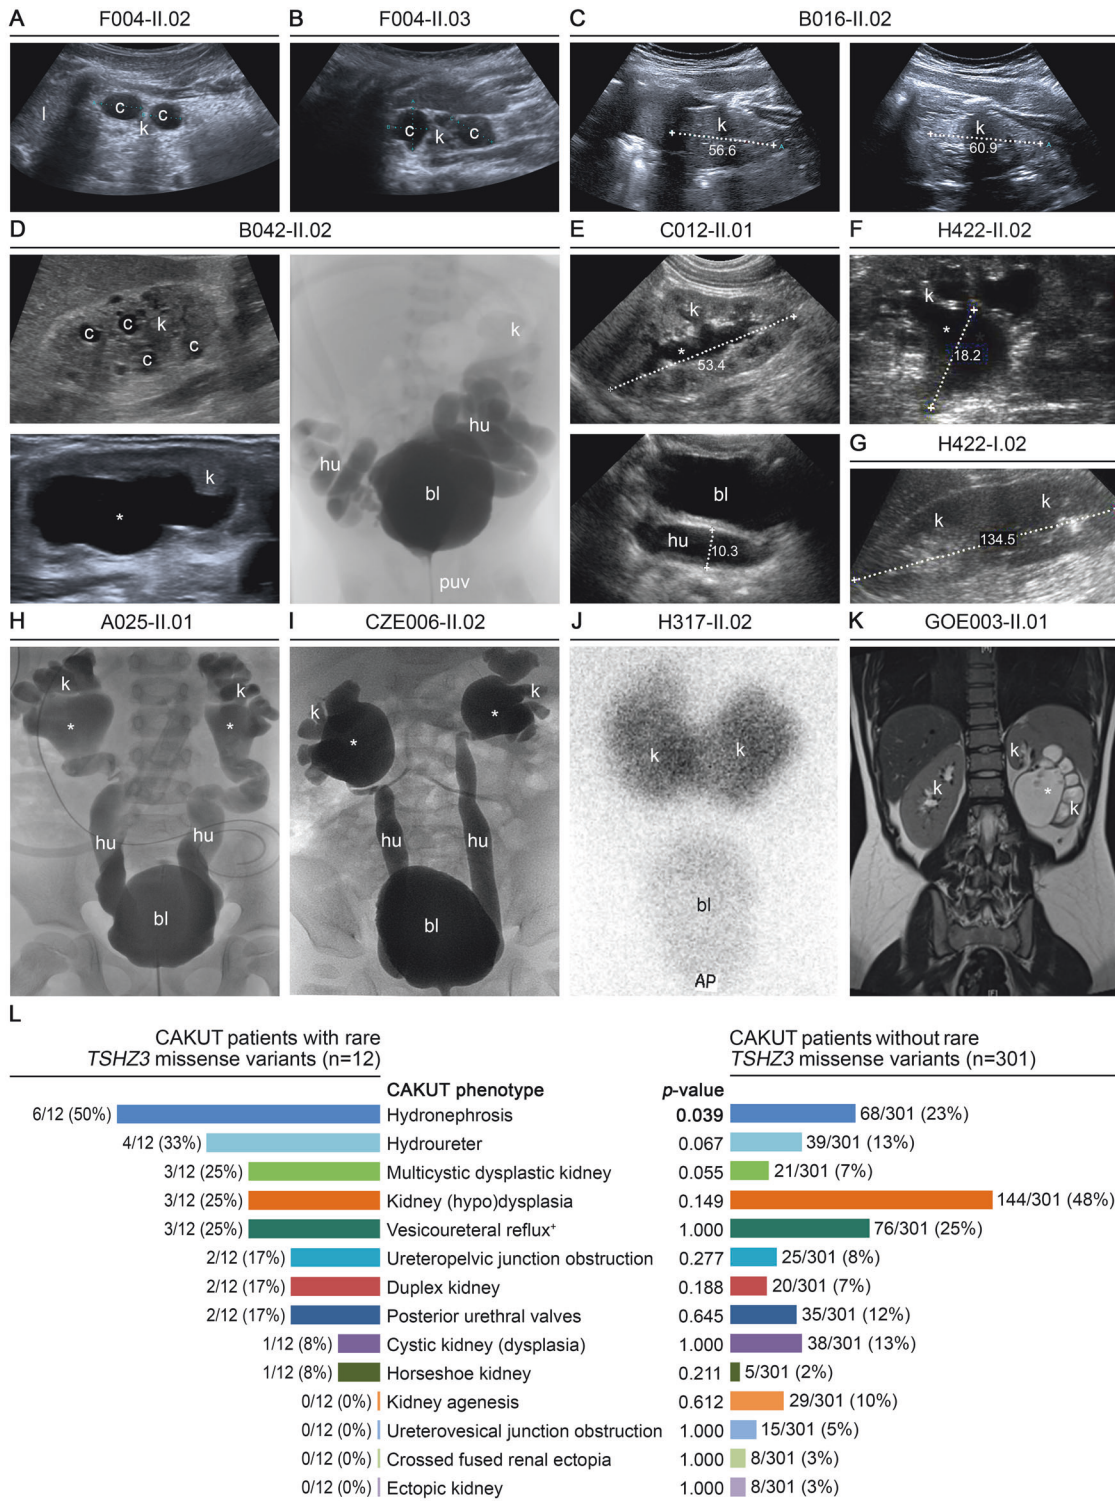 A F004-II.02
B F004-II.03
C B016-II.02
l c c k
c k c
k 56.6
k 60.9
D B042-II.02
E C012-II.01
F H422-II.02
c c k c c
k
*
k
hu
hu
bl
puv
k
*
53.4
bl
hu
10.3
k
*
18.2
G H422-I.02
k k
134.5
H A025-II.01
I CZE006-II.02
J H317-II.02
K GOE003-II.01
k k
* *
hu hu
bl
k k
* *
hu hu
bl
k k
bl
AP
k
k * k
L
CAKUT patients with rare
TSHZ3 missense variants (n=12)
CAKUT patients without rare
TSHZ3 missense variants (n=301)
CAKUT phenotype p-value
6/12 (50%) Hydronephrosis 0.039 68/301 (23%)
4/12 (33%) Hydroureter 0.067 39/301 (13%)
3/12 (25%) Multicystic dysplastic kidney 0.055 21/301 (7%)
3/12 (25%) Kidney (hypo)dysplasia 0.149 144/301 (48%)
3/12 (25%) Vesicoureteral reflux⁺ 1.000 76/301 (25%)
2/12 (17%) Ureteropelvic junction obstruction 0.277 25/301 (8%)
2/12 (17%) Duplex kidney 0.188 20/301 (7%)
2/12 (17%) Posterior urethral valves 0.645 35/301 (12%)
1/12 (8%) Cystic kidney (dysplasia) 1.000 38/301 (13%)
1/12 (8%) Horseshoe kidney 0.211 5/301 (2%)
0/12 (0%) Kidney agenesis 0.612 29/301 (10%)
0/12 (0%) Ureterovesical junction obstruction 1.000 15/301 (5%)
0/12 (0%) Crossed fused renal ectopia 1.000 8/301 (3%)
0/12 (0%) Ectopic kidney 1.000 8/301 (3%)